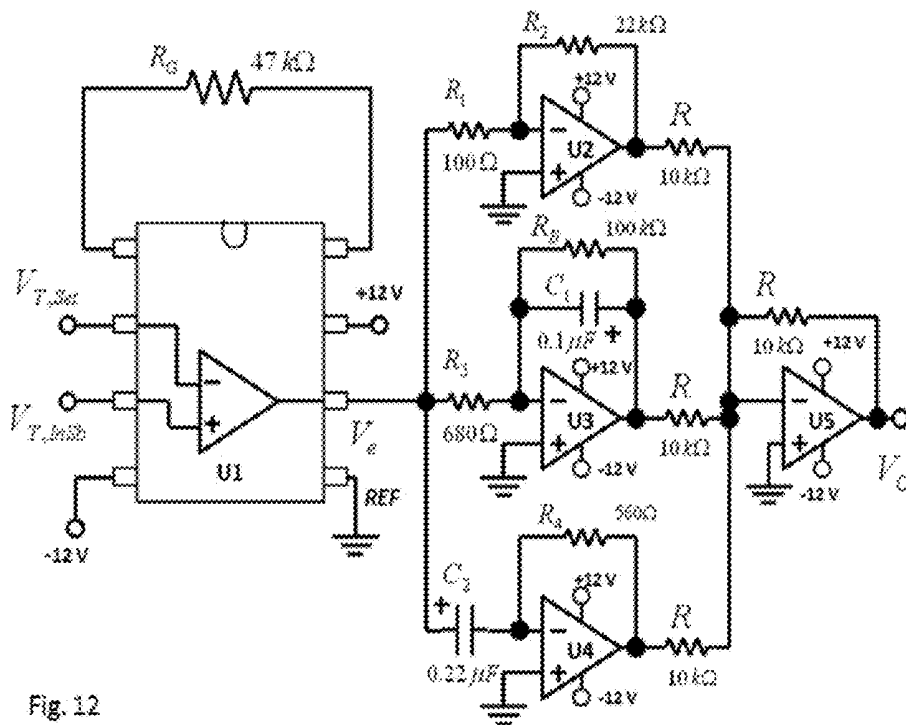 R_G 47 kΩ
R_2 22 kΩ
+12 V
R_1
100 Ω
U2
R
10 kΩ
-12 V
V_T,Set
+12 V
V_T,InSb
U1
V_e
REF
-12 V
R_B 100 kΩ
C_1
0.1 μF +
+12 V
R_3
680 Ω
U3
R
10 kΩ
-12 V
R
10 kΩ
+12 V
U5
-12 V
V_O
560 Ω
C_2
+
0.22 μF
+12 V
U4
R
10 kΩ
-12 V
Fig. 12